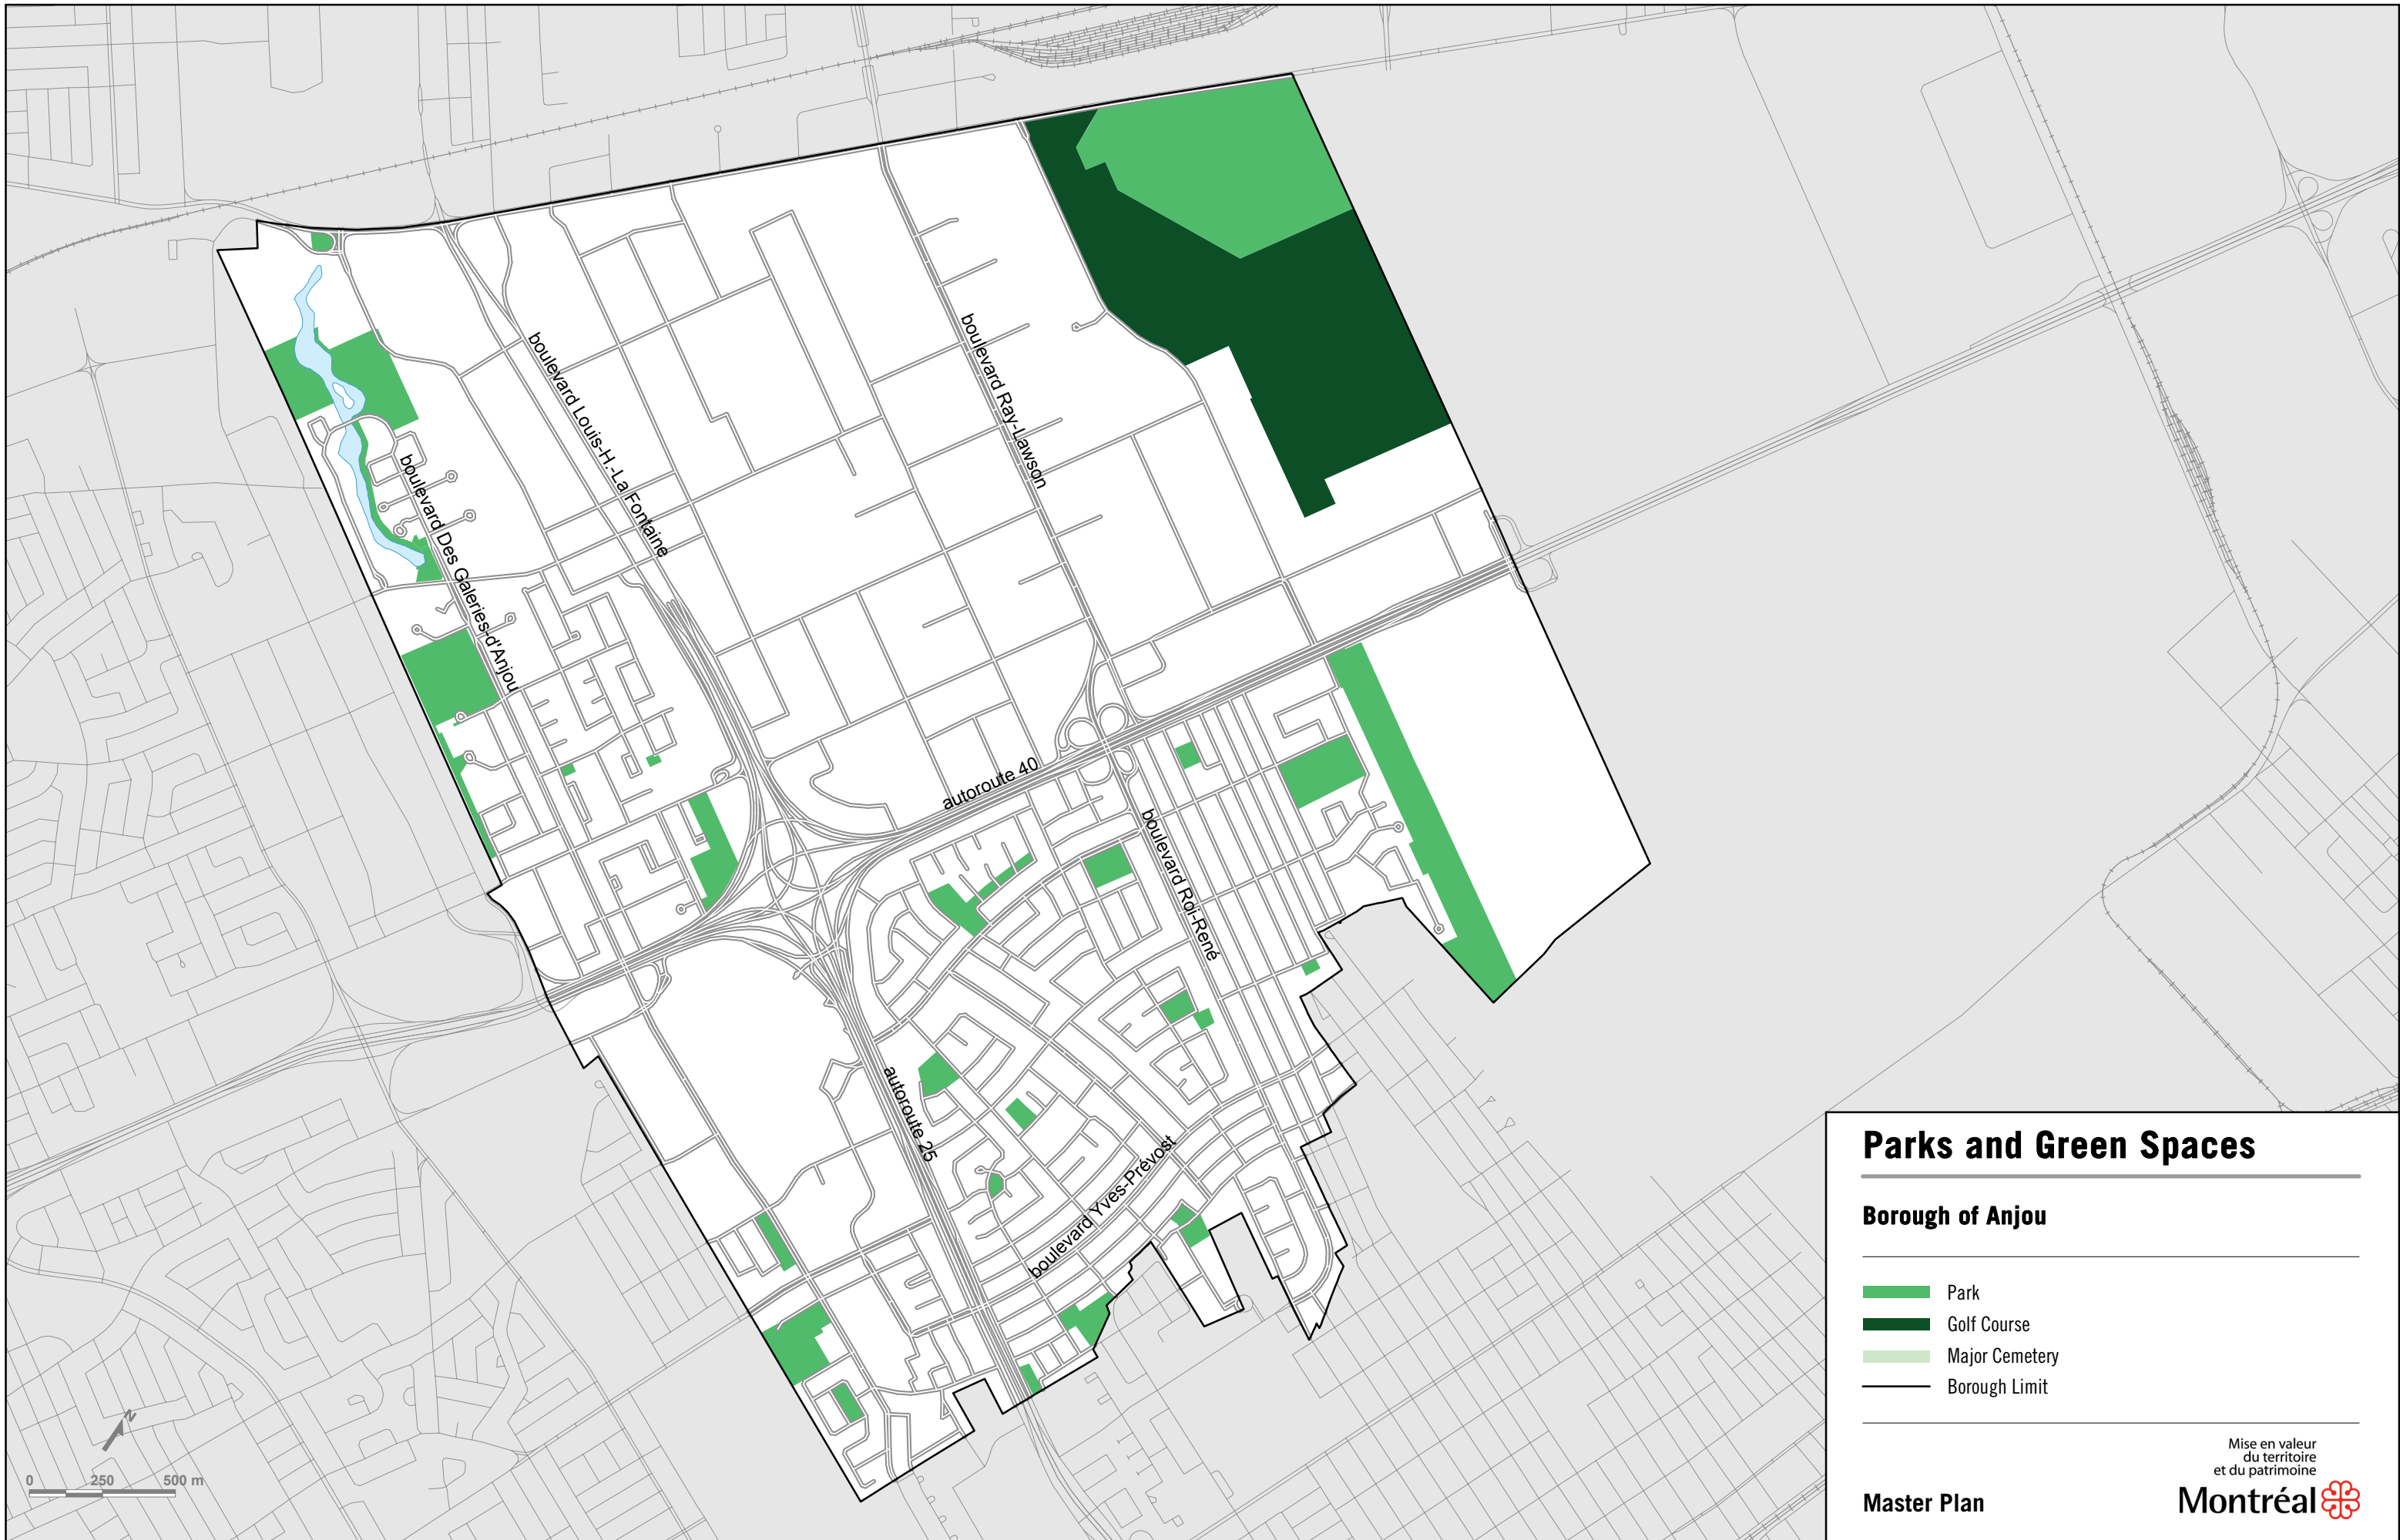 boulevard Louis-H.-La Fontaine
boulevard Ray-Lawson
boulevard Des Galeries-d'Anjou
autoroute 40
boulevard Roi-René
autoroute 25
boulevard Yves-Prévost
N
0 250 500 m
Parks and Green Spaces
Borough of Anjou
Park
Golf Course
Major Cemetery
Borough Limit
Mise en valeur
du territoire
et du patrimoine
Master Plan
Montréal